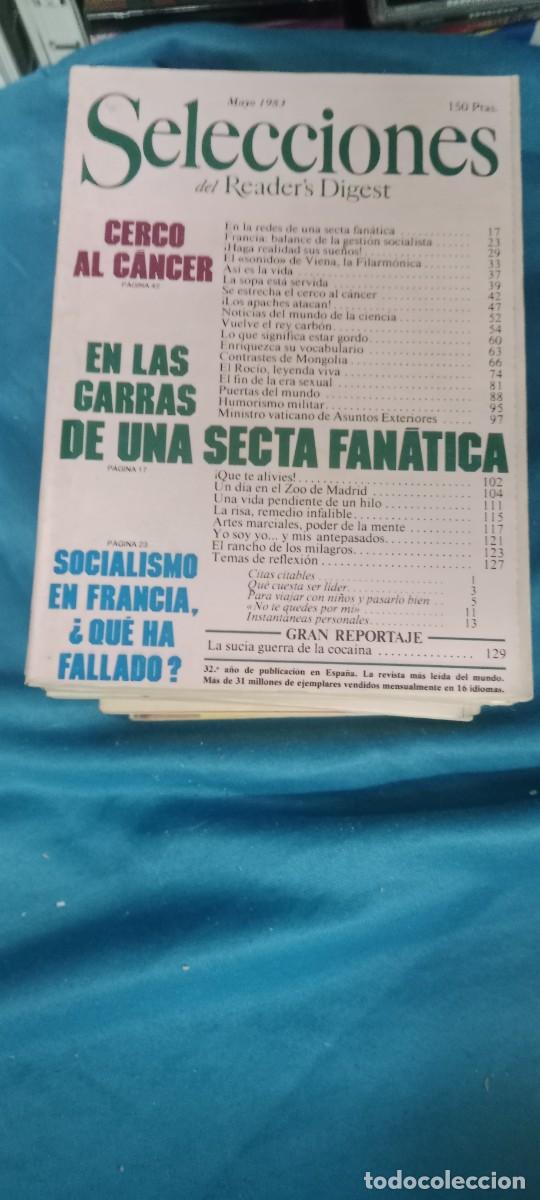 Mayo 1983
150 Ptas.
Selecciones
del Reader's Digest
CERCO
AL CÁNCER
PÁGINA 42
En la redes de una secta fanática 17
Francia: balance de la gestión socialista 23
¡Haga realidad sus sueños! 29
El «sonido» de Viena, la Filarmónica 33
Así es la vida 37
La sopa está servida 39
Se estrecha el cerco al cáncer 42
¡Los apaches atacan! 47
Noticias del mundo de la ciencia 52
Vuelve el rey carbón 54
Lo que significa estar gordo 60
Enriquezca su vocabulario 63
Contrastes de Mongolia 66
El Rocío, leyenda viva 74
El fin de la era sexual 81
Puertas del mundo 88
Humorismo militar 95
Ministro vaticano de Asuntos Exteriores 97
EN LAS
GARRAS
DE UNA SECTA FANÁTICA
PÁGINA 17
¡Que te alivies! 102
Un día en el Zoo de Madrid 104
Una vida pendiente de un hilo 111
La risa, remedio infalible 115
Artes marciales, poder de la mente 117
Yo soy yo... y mis antepasados 121
El rancho de los milagros 123
Temas de reflexión 127
Citas citables 1
Qué cuesta ser líder 3
Para viajar con niños y pasarlo bien 5
«No te quedes por mí» 11
Instantáneas personales 13
PÁGINA 23
SOCIALISMO
EN FRANCIA,
¿QUÉ HA
FALLADO?
GRAN REPORTAJE
La sucia guerra de la cocaína 129
32.º año de publicación en España. La revista más leída del mundo.
Más de 31 millones de ejemplares vendidos mensualmente en 16 idiomas.
todocoleccion